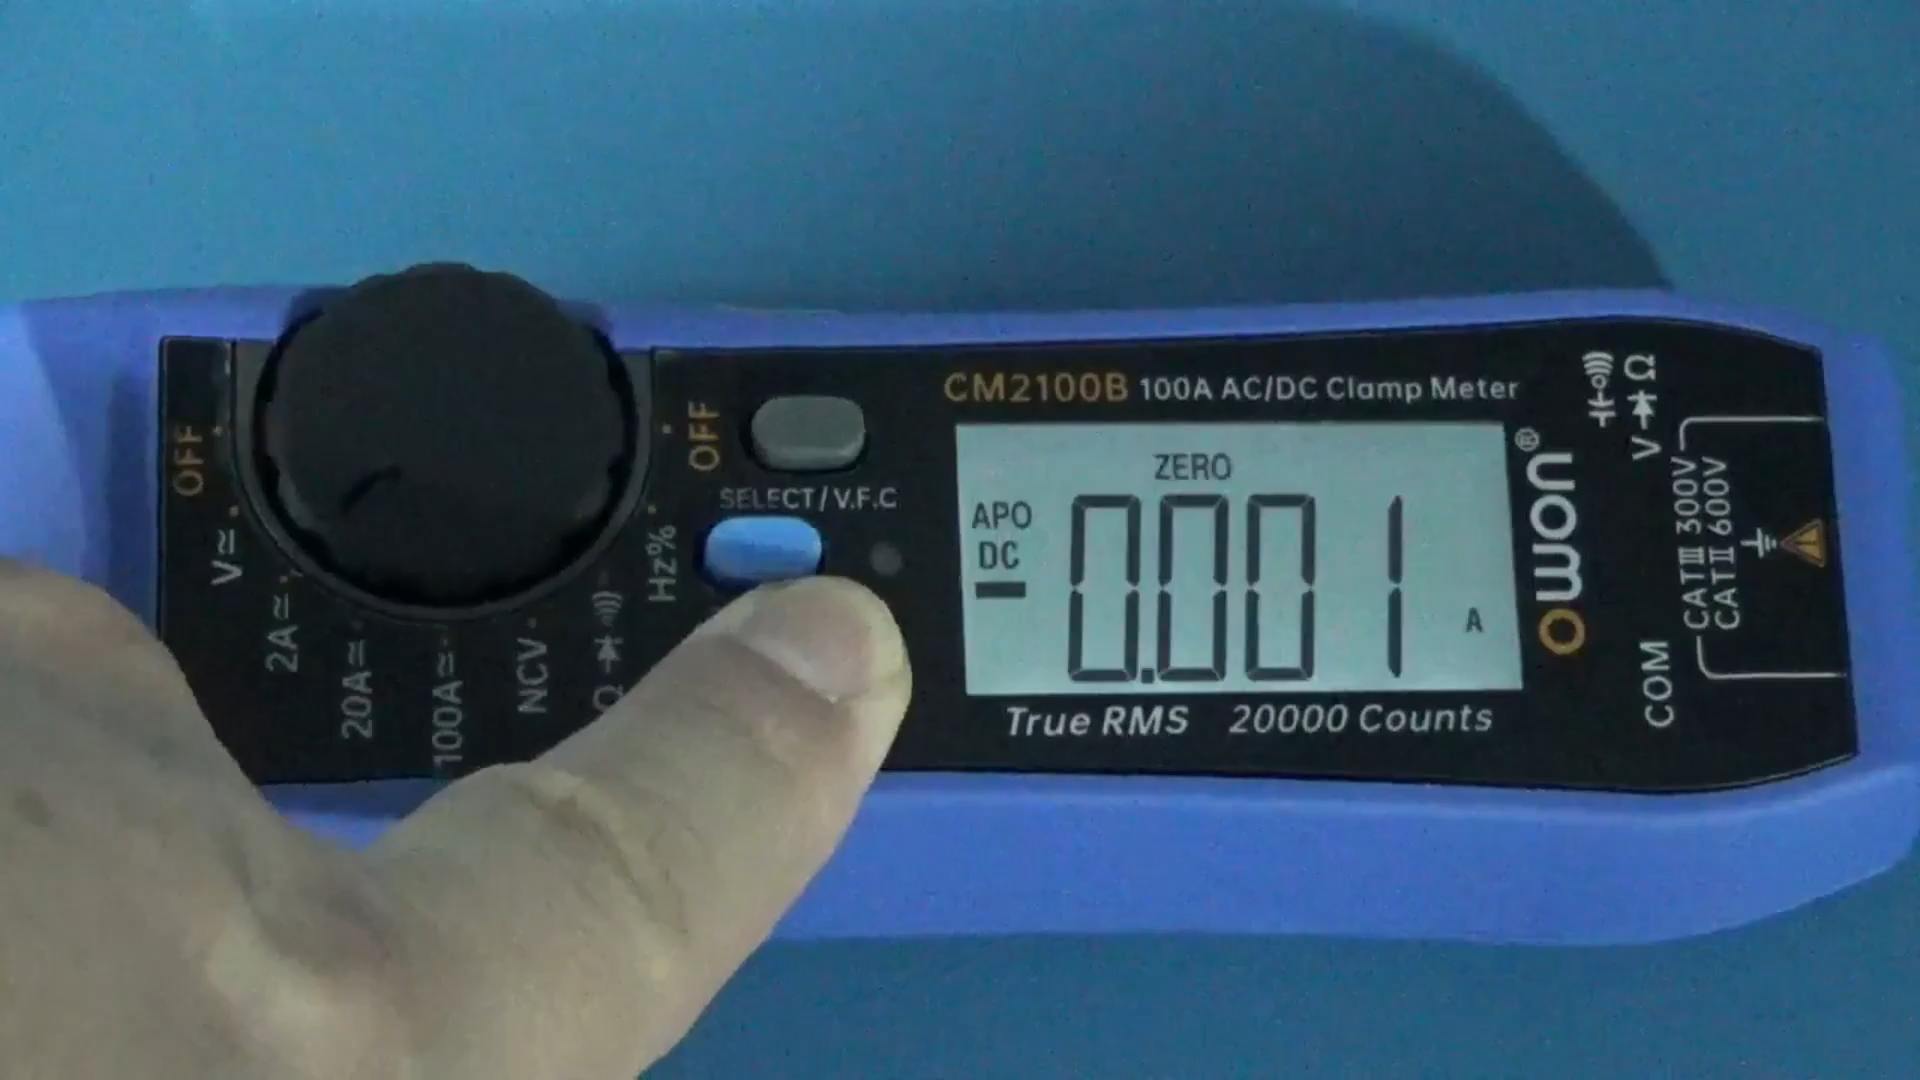 CM2100B 100A AC/DC Clamp Meter
ZERO
APO
DC
-0.001
A
True RMS 20000 Counts
OWON®
V Ω
COM
CAT III 300V
CAT II 600V
SELECT / V.F.C
OFF
OFF
V≂
2A≂
20A≂
100A≂
NCV
Ω
Hz%